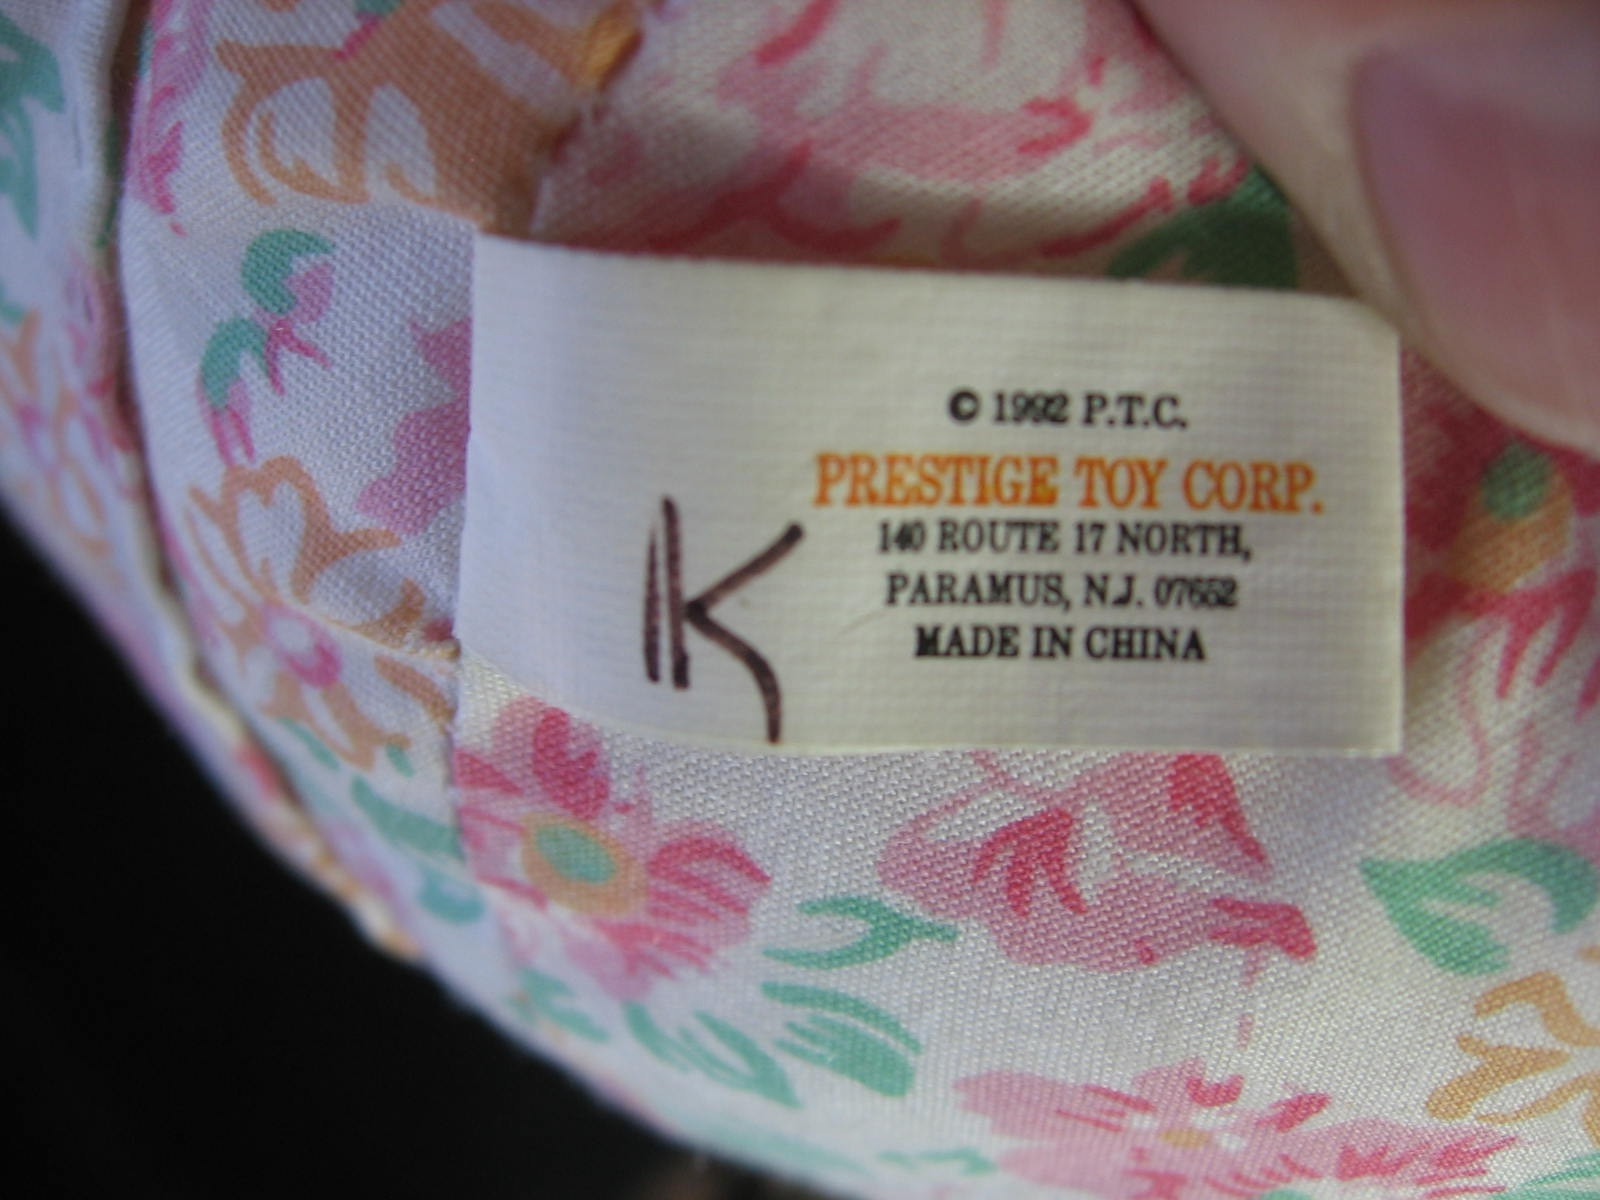 © 1992 P.T.C.
PRESTIGE TOY CORP.
140 ROUTE 17 NORTH,
PARAMUS, N.J. 07652
MADE IN CHINA
K